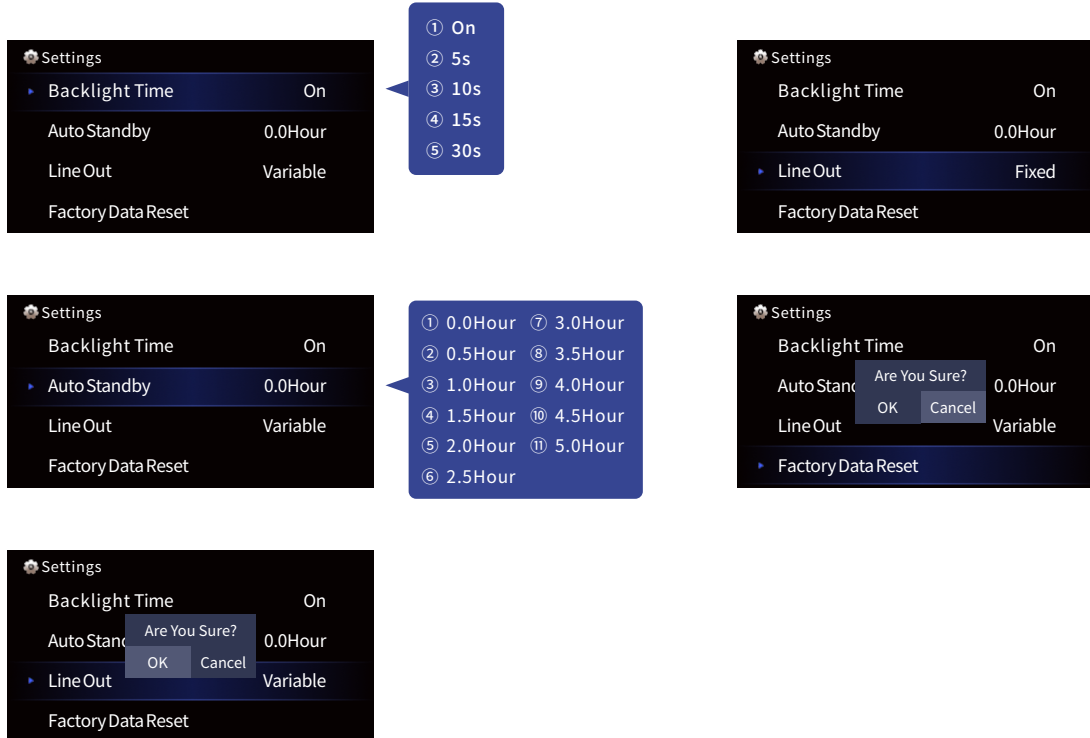 Settings
Backlight Time On
Auto Standby 0.0Hour
Line Out Variable
Factory Data Reset
① On
② 5s
③ 10s
④ 15s
⑤ 30s
Settings
Backlight Time On
Auto Standby 0.0Hour
Line Out Fixed
Factory Data Reset
Settings
Backlight Time On
Auto Standby 0.0Hour
Line Out Variable
Factory Data Reset
① 0.0Hour ⑦ 3.0Hour
② 0.5Hour ⑧ 3.5Hour
③ 1.0Hour ⑨ 4.0Hour
④ 1.5Hour ⑩ 4.5Hour
⑤ 2.0Hour ⑪ 5.0Hour
⑥ 2.5Hour
Settings
Backlight Time On
Are You Sure?
Auto Stand 0.0Hour
OK Cancel
Line Out Variable
Factory Data Reset
Settings
Backlight Time On
Are You Sure?
Auto Stand 0.0Hour
OK Cancel
Line Out Variable
Factory Data Reset